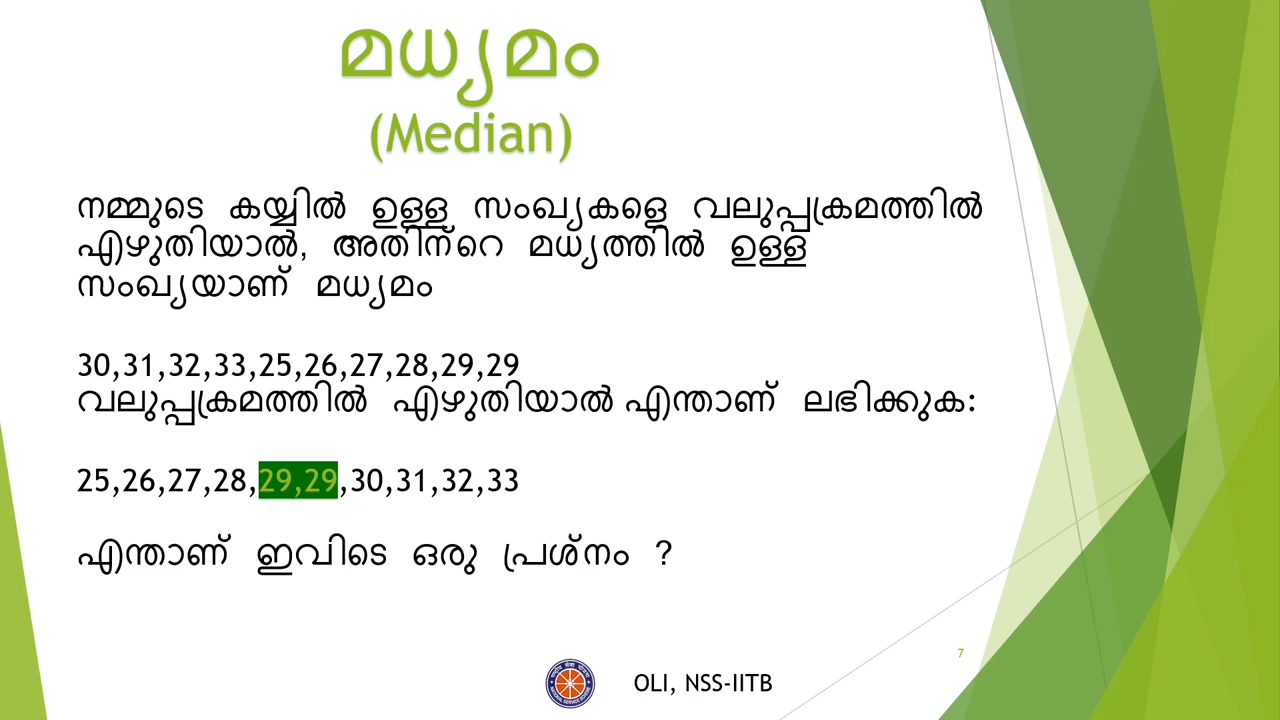 മധ്യമം
(Median)
നമ്മുടെ കയ്യിൽ ഉള്ള സംഖ്യകളെ വലുപ്പക്രമത്തിൽ
എഴുതിയാൽ, അതിന്റെ മധ്യത്തിൽ ഉള്ള
സംഖ്യയാണ് മധ്യമം
30,31,32,33,25,26,27,28,29,29
വലുപ്പക്രമത്തിൽ എഴുതിയാൽ എന്താണ് ലഭിക്കുക:
25,26,27,28,29,29,30,31,32,33
എന്താണ് ഇവിടെ ഒരു പ്രശ്നം ?
7
OLI, NSS-IITB